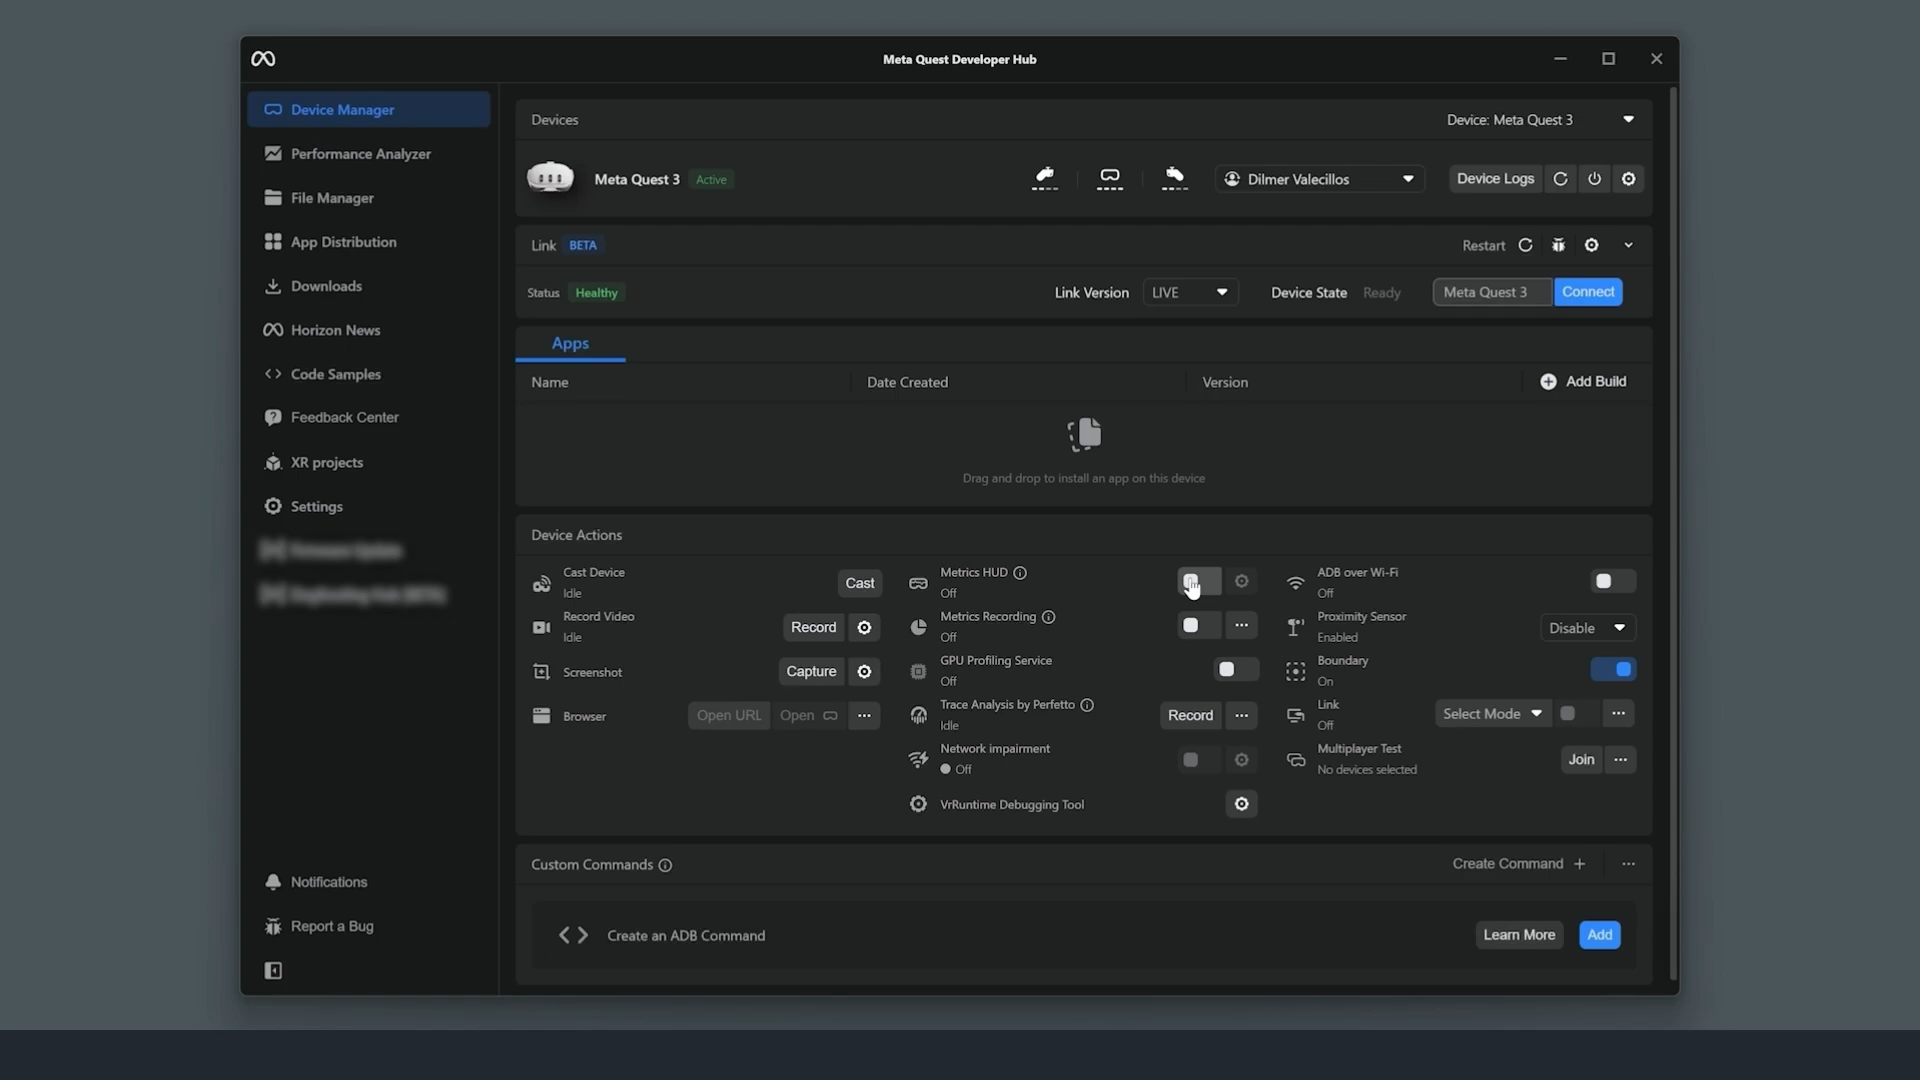 Meta Quest Developer Hub
Device Manager
Performance Analyzer
File Manager
App Distribution
Downloads
Horizon News
Code Samples
Feedback Center
XR projects
Settings
Notifications
Report a Bug
Devices
Device: Meta Quest 3
Meta Quest 3 Active
Dilmer Valecillos
Device Logs
Link BETA
Restart
Status Healthy
Link Version LIVE
Device State Ready
Meta Quest 3 Connect
Apps
Name Date Created Version Add Build
Drag and drop to install an app on this device
Device Actions
Cast Device
Idle
Cast
Record Video
Idle
Record
Screenshot
Capture
Browser
Open URL
Open
Metrics HUD
Off
Metrics Recording
Off
GPU Profiling Service
Off
Trace Analysis by Perfetto
Idle
Record
Network impairment
Off
VrRuntime Debugging Tool
ADB over Wi-Fi
Off
Proximity Sensor
Enabled
Disable
Boundary
On
Link
Off
Select Mode
Multiplayer Test
No devices selected
Join
Custom Commands
Create Command
Create an ADB Command
Learn More
Add